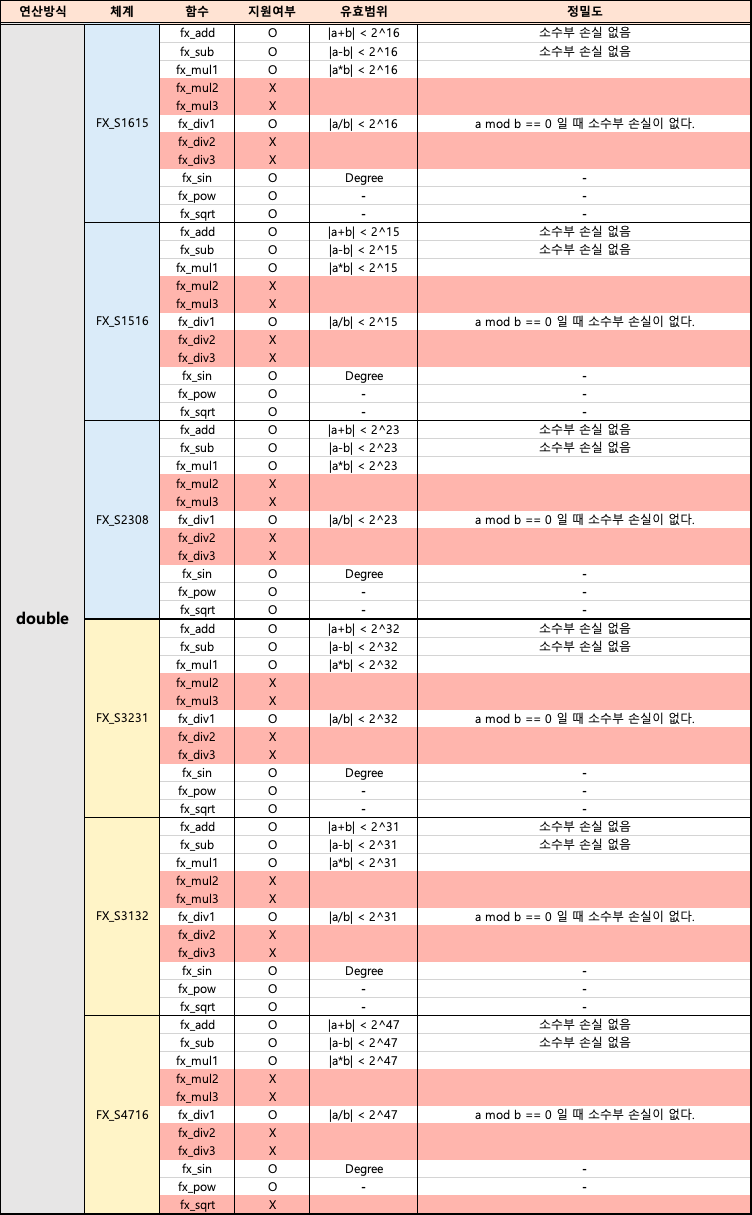 연산방식 체계 함수 지원여부 유효범위 정밀도
fx_add O |a+b| < 2^16 소수부 손실 없음
fx_sub O |a-b| < 2^16 소수부 손실 없음
fx_mul1 O |a*b| < 2^16
fx_mul2 X
fx_mul3 X
FX_S1615 fx_div1 O |a/b| < 2^16 a mod b == 0 일 때 소수부 손실이 없다.
fx_div2 X
fx_div3 X
fx_sin O Degree -
fx_pow O - -
fx_sqrt O - -
fx_add O |a+b| < 2^15 소수부 손실 없음
fx_sub O |a-b| < 2^15 소수부 손실 없음
fx_mul1 O |a*b| < 2^15
fx_mul2 X
fx_mul3 X
FX_S1516 fx_div1 O |a/b| < 2^15 a mod b == 0 일 때 소수부 손실이 없다.
fx_div2 X
fx_div3 X
fx_sin O Degree -
fx_pow O - -
fx_sqrt O - -
fx_add O |a+b| < 2^23 소수부 손실 없음
fx_sub O |a-b| < 2^23 소수부 손실 없음
fx_mul1 O |a*b| < 2^23
fx_mul2 X
fx_mul3 X
FX_S2308 fx_div1 O |a/b| < 2^23 a mod b == 0 일 때 소수부 손실이 없다.
fx_div2 X
fx_div3 X
fx_sin O Degree -
fx_pow O - -
fx_sqrt O - -
double
fx_add O |a+b| < 2^32 소수부 손실 없음
fx_sub O |a-b| < 2^32 소수부 손실 없음
fx_mul1 O |a*b| < 2^32
fx_mul2 X
fx_mul3 X
FX_S3231 fx_div1 O |a/b| < 2^32 a mod b == 0 일 때 소수부 손실이 없다.
fx_div2 X
fx_div3 X
fx_sin O Degree -
fx_pow O - -
fx_sqrt O - -
fx_add O |a+b| < 2^31 소수부 손실 없음
fx_sub O |a-b| < 2^31 소수부 손실 없음
fx_mul1 O |a*b| < 2^31
fx_mul2 X
fx_mul3 X
FX_S3132 fx_div1 O |a/b| < 2^31 a mod b == 0 일 때 소수부 손실이 없다.
fx_div2 X
fx_div3 X
fx_sin O Degree -
fx_pow O - -
fx_sqrt O - -
fx_add O |a+b| < 2^47 소수부 손실 없음
fx_sub O |a-b| < 2^47 소수부 손실 없음
fx_mul1 O |a*b| < 2^47
fx_mul2 X
fx_mul3 X
FX_S4716 fx_div1 O |a/b| < 2^47 a mod b == 0 일 때 소수부 손실이 없다.
fx_div2 X
fx_div3 X
fx_sin O Degree -
fx_pow O - -
fx_sqrt X